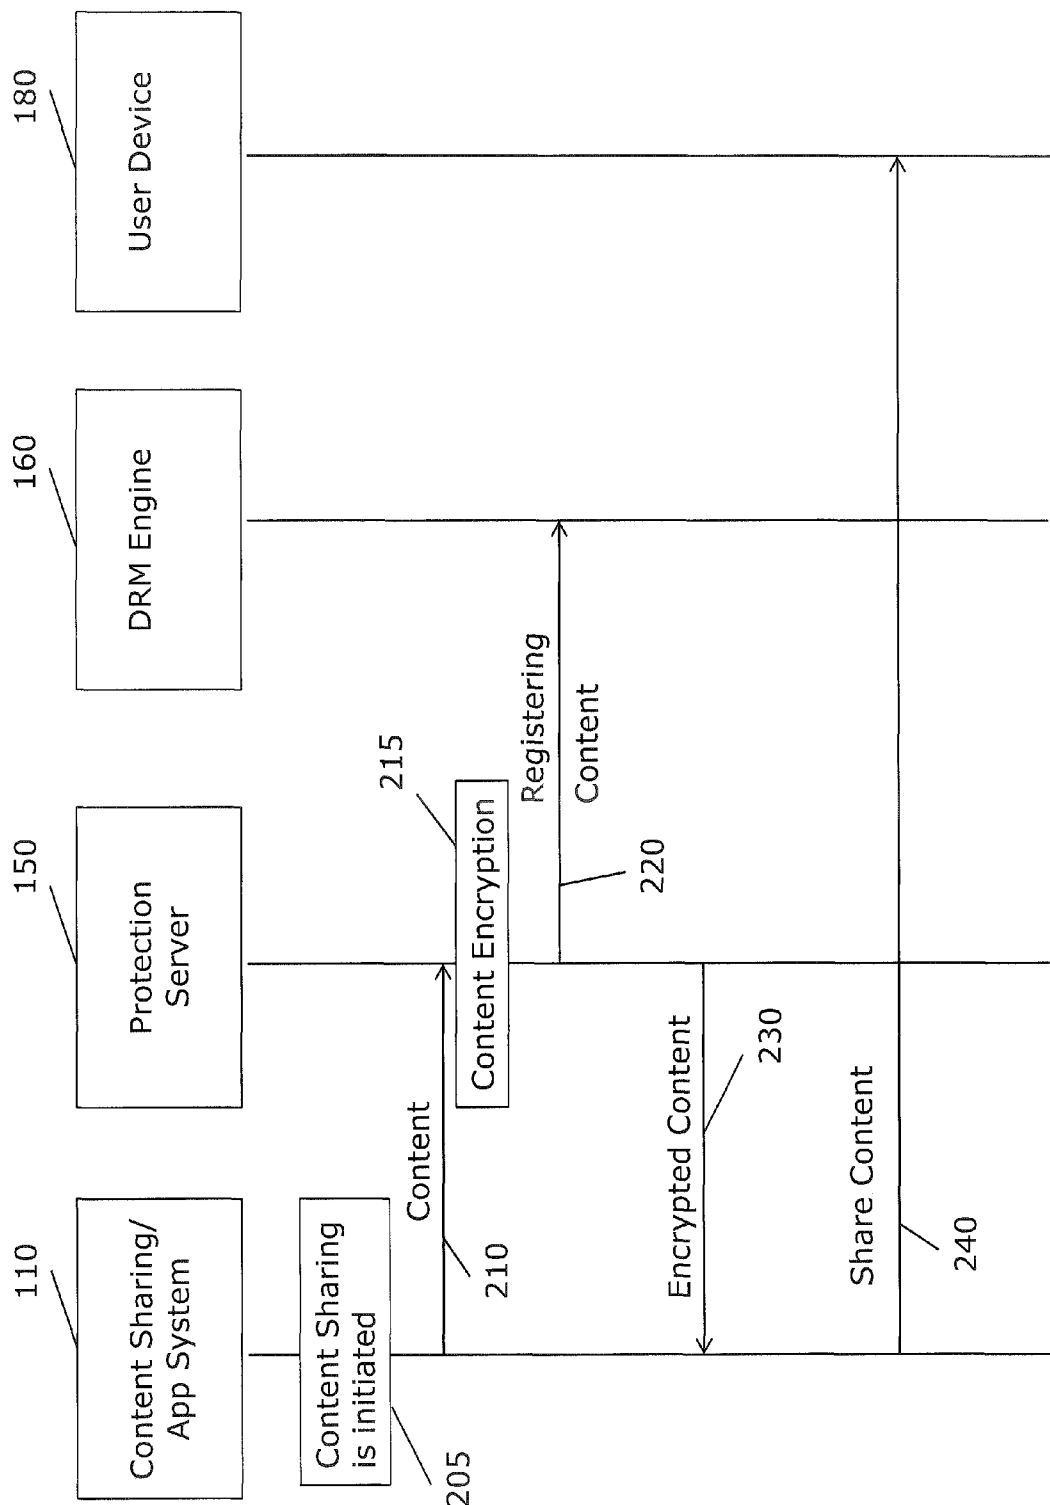 110
150
160
180
Content Sharing/
App System
Protection
Server
DRM Engine
User Device
Content Sharing
is initiated
205
Content
210
Content Encryption
215
Registering
Content
220
Encrypted Content
230
Share Content
240